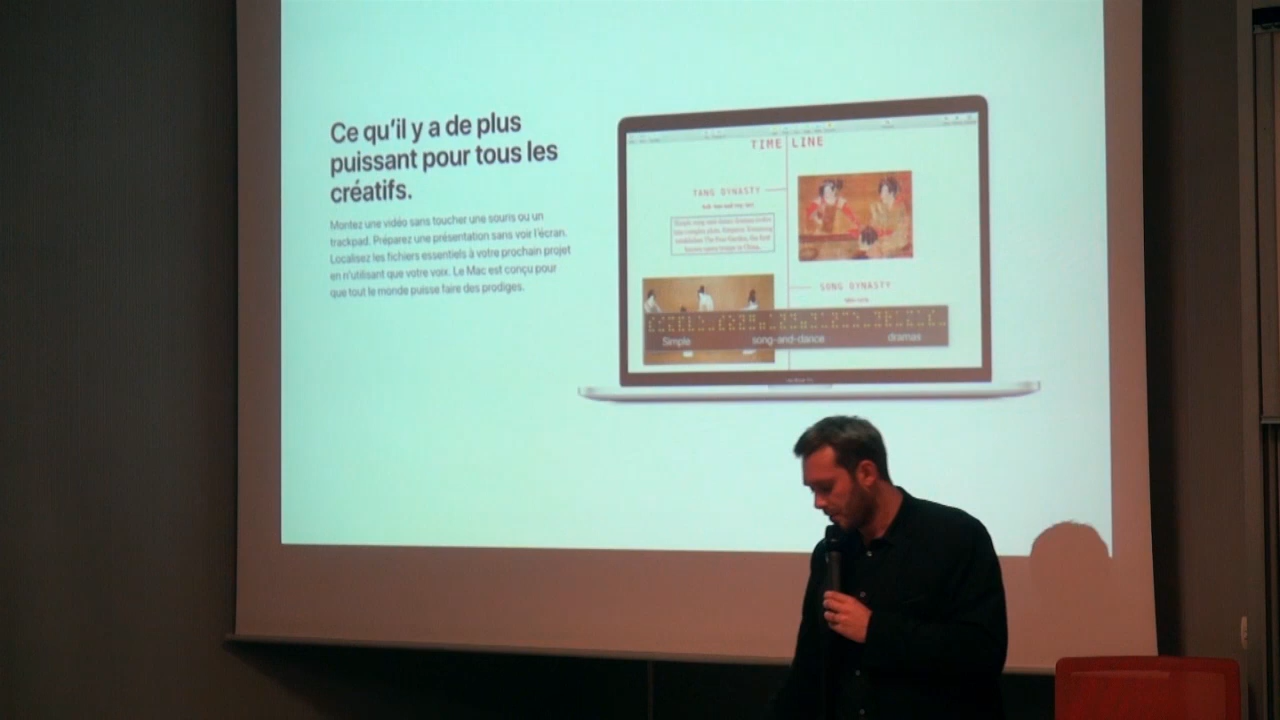 Ce qu'il y a de plus
puissant pour tous les
créatifs.
Montez une vidéo sans toucher une souris ou un
trackpad. Préparez une présentation sans voir l'écran.
Localisez les fichiers essentiels à votre prochain projet
en n'utilisant que votre voix. Le Mac est conçu pour
que tout le monde puisse faire des prodiges.
TIME LINE
TANG DYNASTY
SONG DYNASTY
Simple song-and-dance dramas